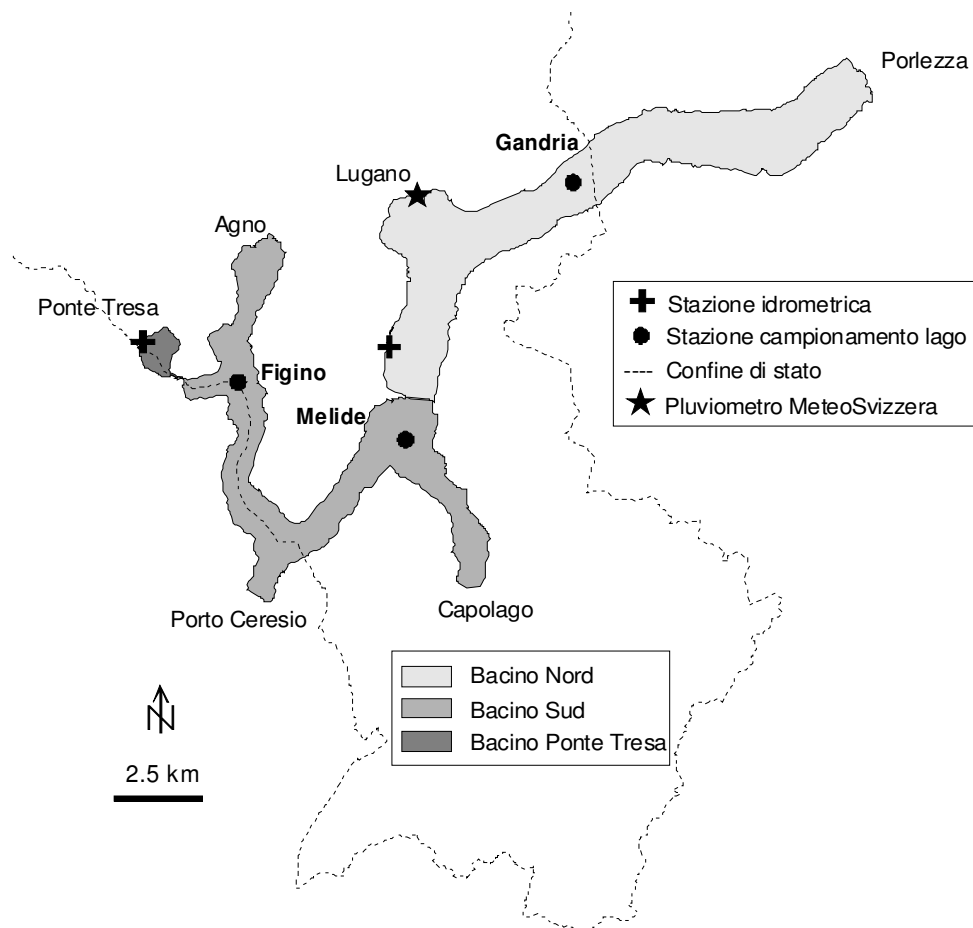 Porlezza
Gandria
Lugano
Agno
Ponte Tresa
Figino
Melide
Porto Ceresio
Capolago
Stazione idrometrica
Stazione campionamento lago
Confine di stato
Pluviometro MeteoSvizzera
Bacino Nord
Bacino Sud
Bacino Ponte Tresa
N
2.5 km